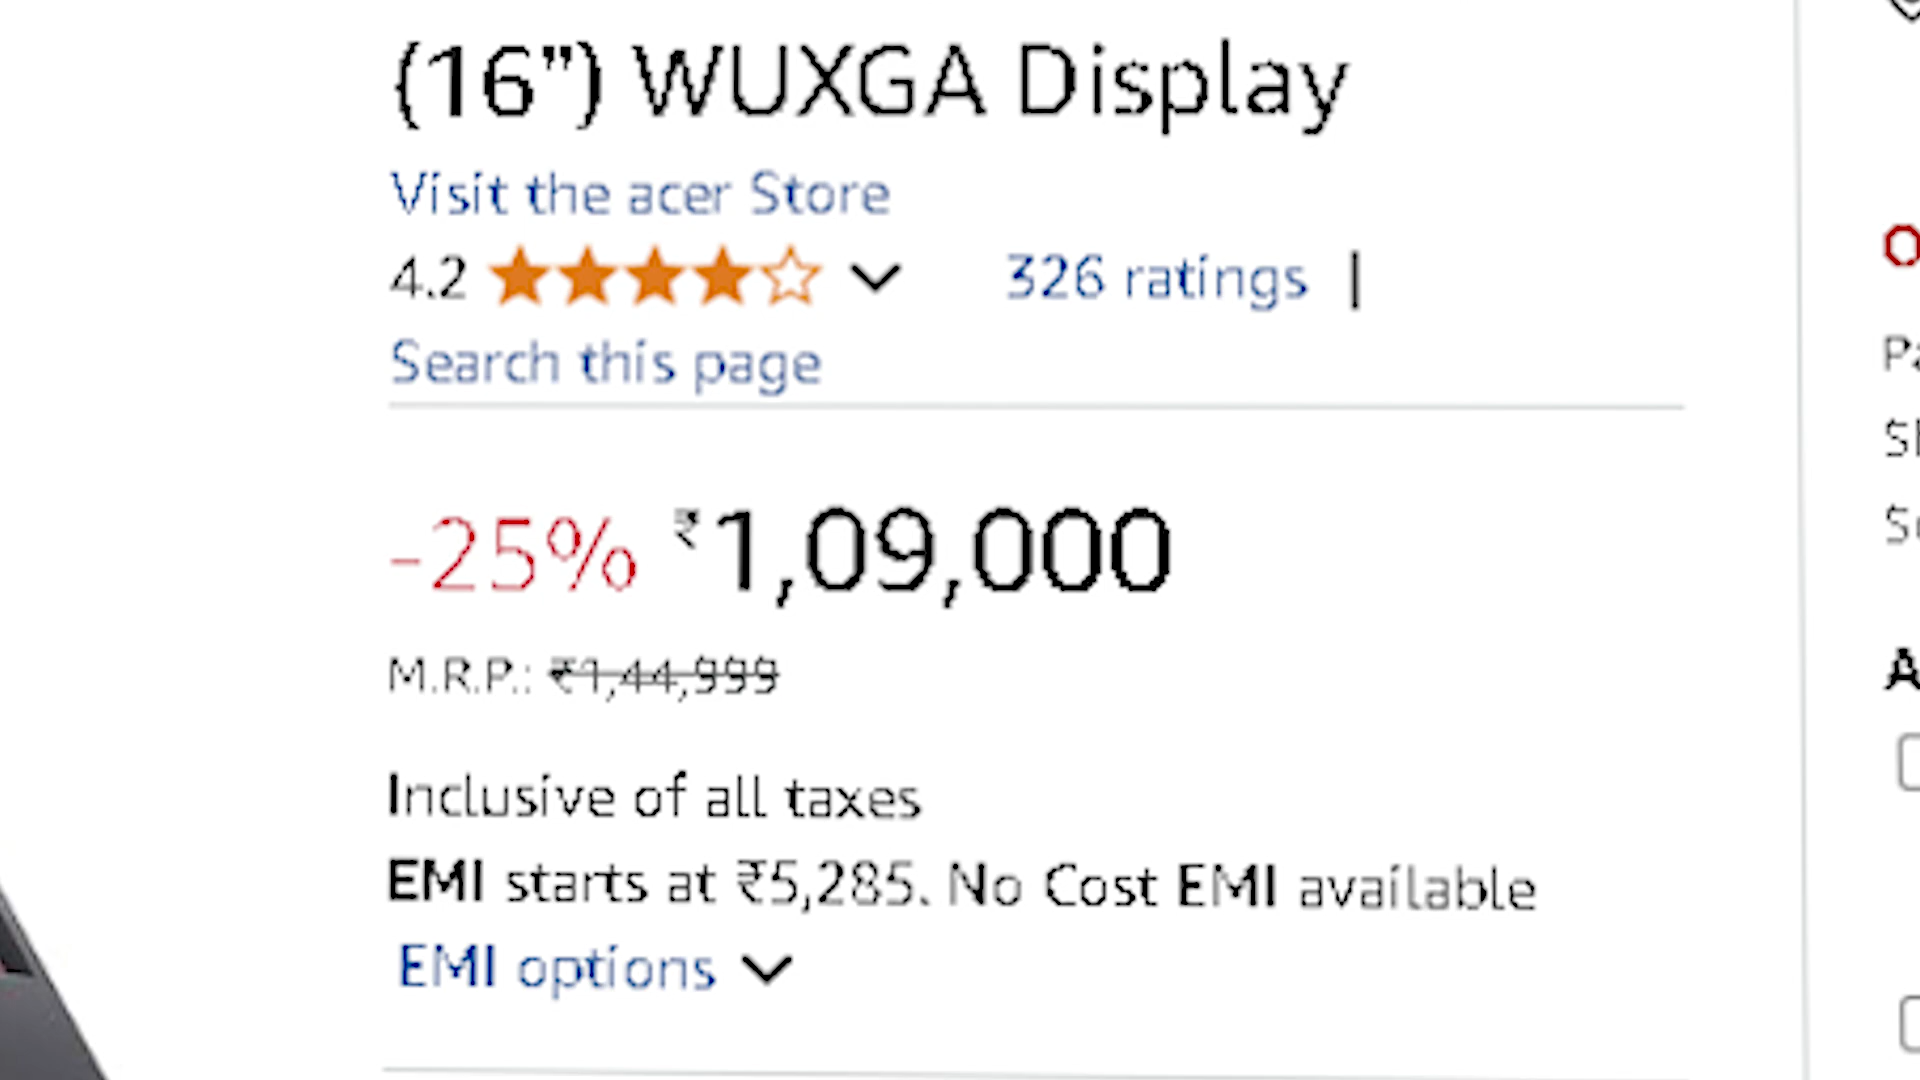 (16") WUXGA Display
Visit the acer Store
4.2 326 ratings |
Search this page
-25% ₹1,09,000
M.R.P.: ₹1,44,999
Inclusive of all taxes
EMI starts at ₹5,285. No Cost EMI available
EMI options